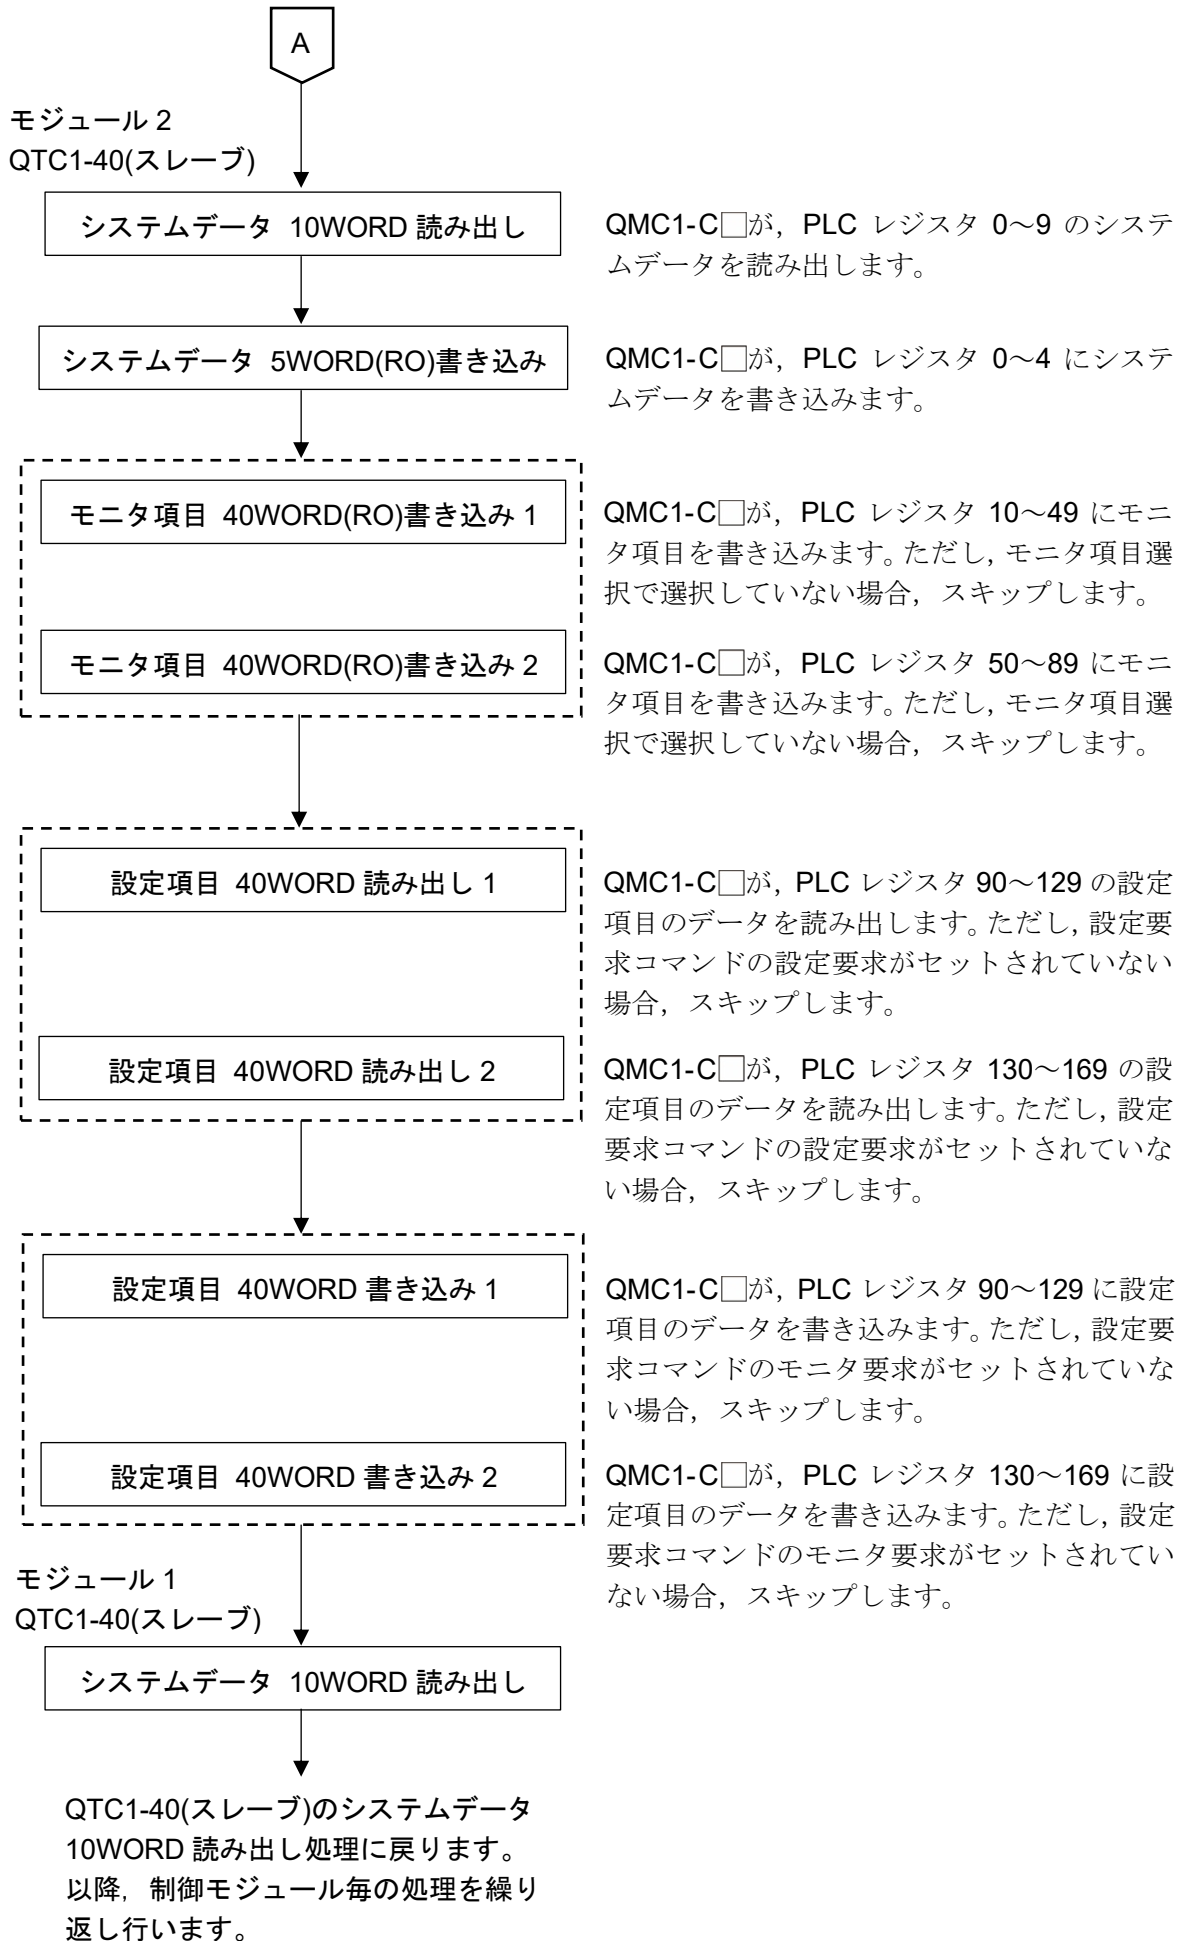 A
モジュール 2
QTC1-40(スレーブ)
システムデータ 10WORD 読み出し
QMC1-C□が，PLC レジスタ 0～9 のシステ
ムデータを読み出します。
システムデータ 5WORD(RO)書き込み
QMC1-C□が，PLC レジスタ 0～4 にシステ
ムデータを書き込みます。
モニタ項目 40WORD(RO)書き込み 1
QMC1-C□が，PLC レジスタ 10～49 にモニ
タ項目を書き込みます。ただし，モニタ項目選
択で選択していない場合，スキップします。
モニタ項目 40WORD(RO)書き込み 2
QMC1-C□が，PLC レジスタ 50～89 にモニ
タ項目を書き込みます。ただし，モニタ項目選
択で選択していない場合，スキップします。
設定項目 40WORD 読み出し 1
QMC1-C□が，PLC レジスタ 90～129 の設定
項目のデータを読み出します。ただし，設定要
求コマンドの設定要求がセットされていない
場合，スキップします。
設定項目 40WORD 読み出し 2
QMC1-C□が，PLC レジスタ 130～169 の設
定項目のデータを読み出します。ただし，設定
要求コマンドの設定要求がセットされていな
い場合，スキップします。
設定項目 40WORD 書き込み 1
QMC1-C□が，PLC レジスタ 90～129 に設定
項目のデータを書き込みます。ただし，設定要
求コマンドのモニタ要求がセットされていな
い場合，スキップします。
設定項目 40WORD 書き込み 2
QMC1-C□が，PLC レジスタ 130～169 に設
定項目のデータを書き込みます。ただし，設定
要求コマンドのモニタ要求がセットされてい
ない場合，スキップします。
モジュール 1
QTC1-40(スレーブ)
システムデータ 10WORD 読み出し
QTC1-40(スレーブ)のシステムデータ
10WORD 読み出し処理に戻ります。
以降，制御モジュール毎の処理を繰り
返し行います。